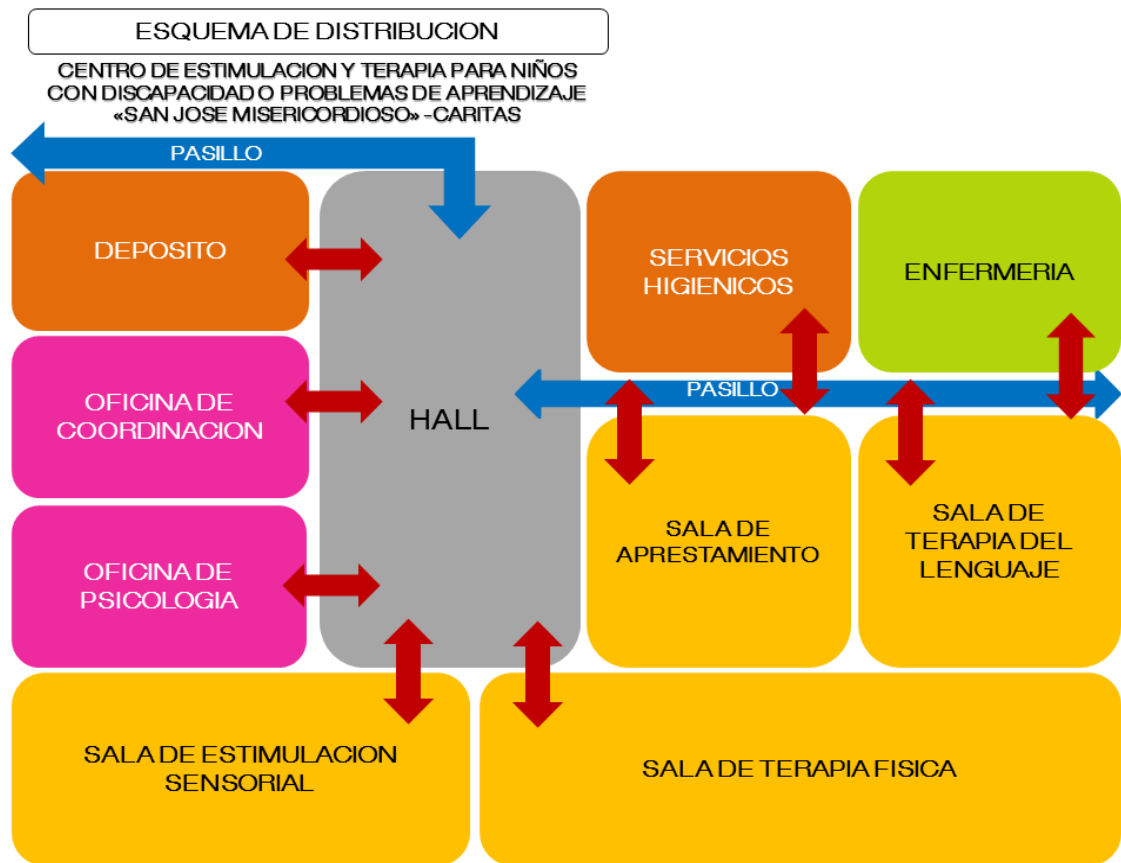 ESQUEMA DE DISTRIBUCION
CENTRO DE ESTIMULACION Y TERAPIA PARA NIÑOS
CON DISCAPACIDAD O PROBLEMAS DE APRENDIZAJE
«SAN JOSE MISERICORDIOSO» -CARITAS
PASILLO
DEPOSITO
SERVICIOS
HIGIENICOS
ENFERMERIA
OFICINA DE
COORDINACION
HALL
PASILLO
OFICINA DE
PSICOLOGIA
SALA DE
APRESTAMIENTO
SALA DE
TERAPIA DEL
LENGUAJE
SALA DE ESTIMULACION
SENSORIAL
SALA DE TERAPIA FISICA